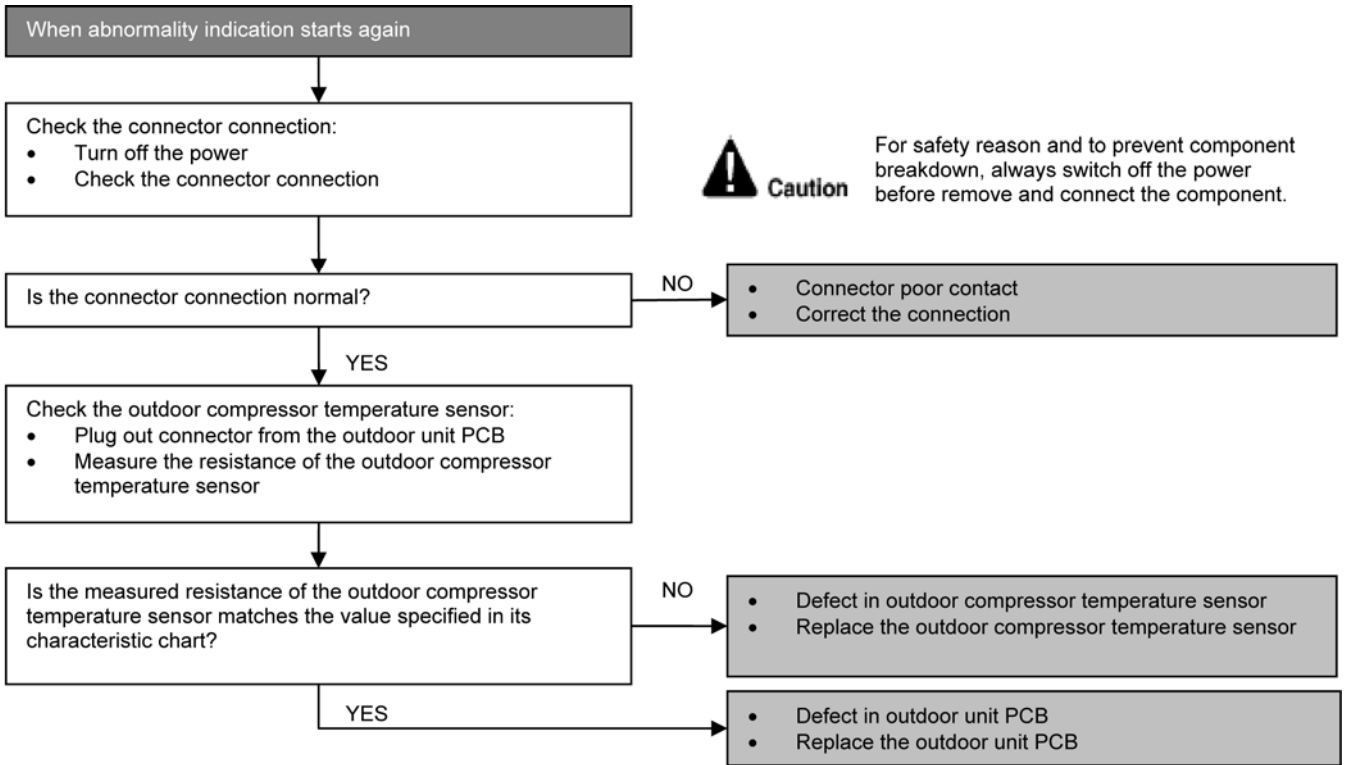 When abnormality indication starts again
Check the connector connection:
• Turn off the power
• Check the connector connection
Caution
For safety reason and to prevent component
breakdown, always switch off the power
before remove and connect the component.
Is the connector connection normal?
NO
• Connector poor contact
• Correct the connection
YES
Check the outdoor compressor temperature sensor:
• Plug out connector from the outdoor unit PCB
• Measure the resistance of the outdoor compressor
temperature sensor
Is the measured resistance of the outdoor compressor
temperature sensor matches the value specified in its
characteristic chart?
NO
• Defect in outdoor compressor temperature sensor
• Replace the outdoor compressor temperature sensor
YES
• Defect in outdoor unit PCB
• Replace the outdoor unit PCB